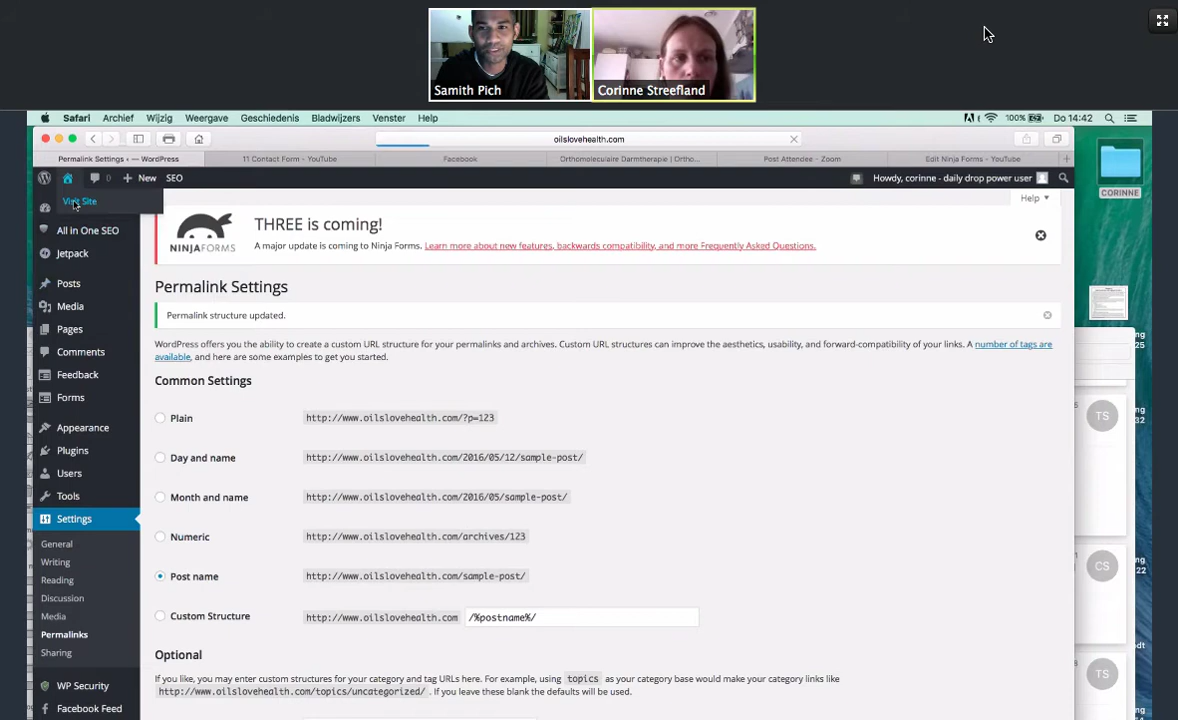 Samith Pich
Corinne Streefland
Safari Archief Wijzig Weergave Geschiedenis Bladwijzers Venster Help
100% Do 14:42
oilslovehealth.com
Permalink Settings ‹ — WordPress
11 Contact Form - YouTube
Facebook
Orthomoleculaire Darmtherapie | Ortho...
Post Attendee - Zoom
Edit Ninja Forms - YouTube
0 New SEO
Howdy, corinne - daily drop power user
CORINNE
Visit Site
Help
All in One SEO
Jetpack
Posts
Media
Pages
Comments
Feedback
Forms
Appearance
Plugins
Users
Tools
Settings
General
Writing
Reading
Discussion
Media
Permalinks
Sharing
WP Security
Facebook Feed
NINJAFORMS
THREE is coming!
A major update is coming to Ninja Forms. Learn more about new features, backwards compatibility, and more Frequently Asked Questions.
Permalink Settings
Permalink structure updated.
WordPress offers you the ability to create a custom URL structure for your permalinks and archives. Custom URL structures can improve the aesthetics, usability, and forward-compatibility of your links. A number of tags are
available, and here are some examples to get you started.
Common Settings
Plain http://www.oilslovehealth.com/?p=123
Day and name http://www.oilslovehealth.com/2016/05/12/sample-post/
Month and name http://www.oilslovehealth.com/2016/05/sample-post/
Numeric http://www.oilslovehealth.com/archives/123
Post name http://www.oilslovehealth.com/sample-post/
Custom Structure http://www.oilslovehealth.com /%postname%/
Optional
If you like, you may enter custom structures for your category and tag URLs here. For example, using topics as your category base would make your category links like
http://www.oilslovehealth.com/topics/uncategorized/ . If you leave these blank the defaults will be used.
TS
CS
TS